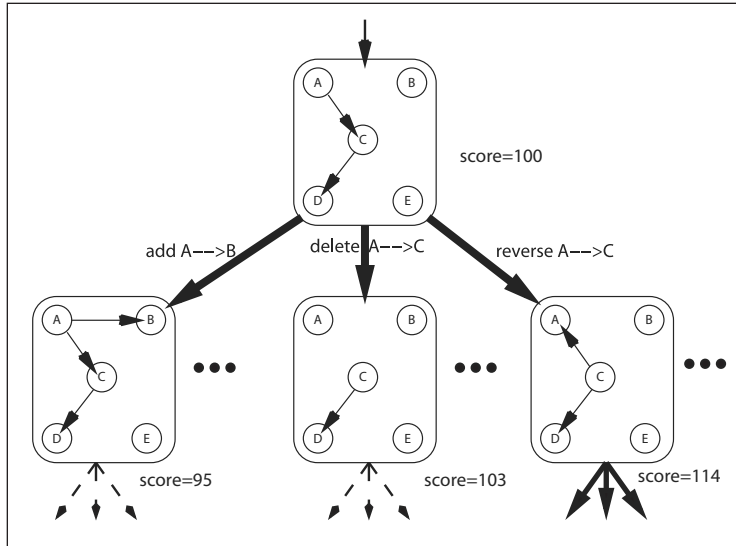 A B
C
score=100
D E
add A-->B delete A-->C reverse A-->C
A B A B A B
C C C
D E D E D E
score=95 score=103 score=114